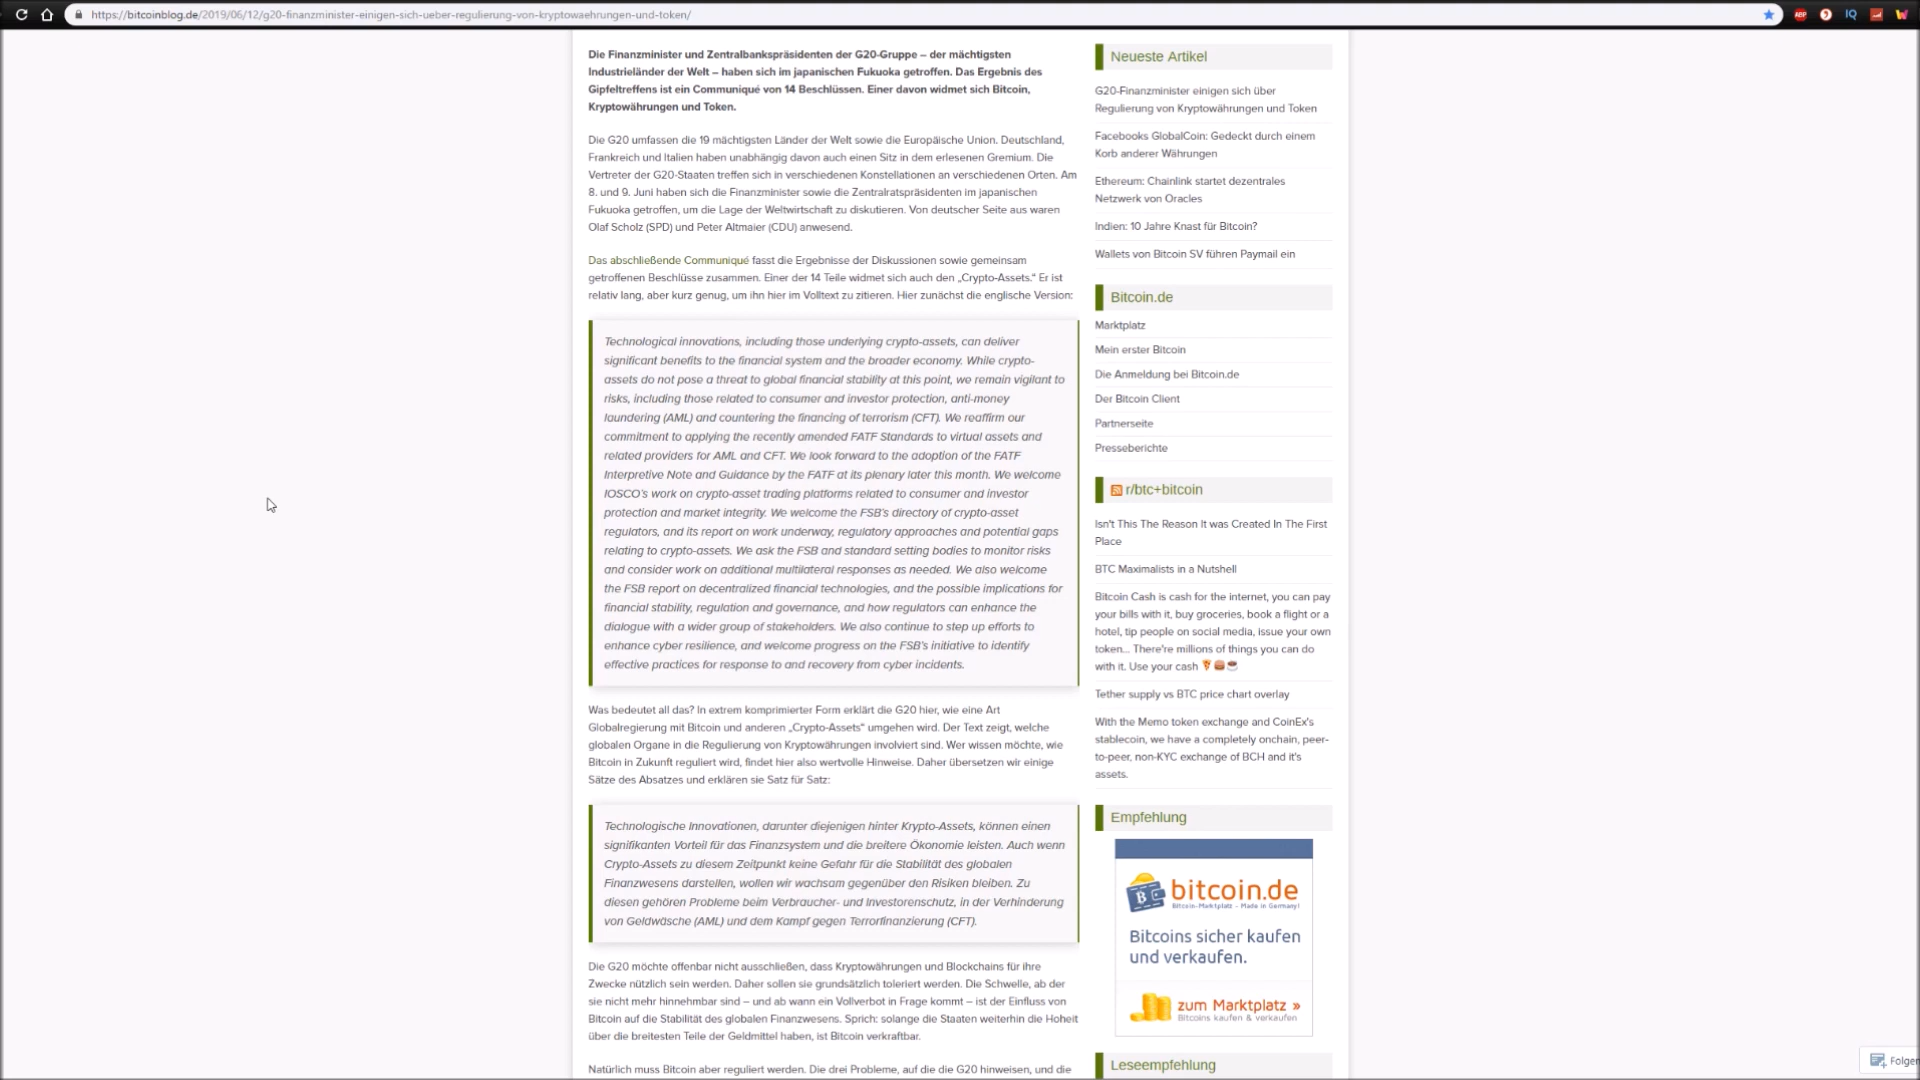 https://bitcoinblog.de/2019/06/12/g20-finanzminister-einigen-sich-ueber-regulierung-von-kryptowaehrungen-und-token/
ABP
IQ
Die Finanzminister und Zentralbankspräsidenten der G20-Gruppe – der mächtigsten
Industrieländer der Welt – haben sich im japanischen Fukuoka getroffen. Das Ergebnis des
Gipfeltreffens ist ein Communiqué von 14 Beschlüssen. Einer davon widmet sich Bitcoin,
Kryptowährungen und Token.
Die G20 umfassen die 19 mächtigsten Länder der Welt sowie die Europäische Union. Deutschland,
Frankreich und Italien haben unabhängig davon auch einen Sitz in dem erlesenen Gremium. Die
Vertreter der G20-Staaten treffen sich in verschiedenen Konstellationen an verschiedenen Orten. Am
8. und 9. Juni haben sich die Finanzminister sowie die Zentralratspräsidenten im japanischen
Fukuoka getroffen, um die Lage der Weltwirtschaft zu diskutieren. Von deutscher Seite aus waren
Olaf Scholz (SPD) und Peter Altmaier (CDU) anwesend.
Das abschließende Communiqué fasst die Ergebnisse der Diskussionen sowie gemeinsam
getroffenen Beschlüsse zusammen. Einer der 14 Teile widmet sich auch den „Crypto-Assets.“ Er ist
relativ lang, aber kurz genug, um ihn hier im Volltext zu zitieren. Hier zunächst die englische Version:
Technological innovations, including those underlying crypto-assets, can deliver
significant benefits to the financial system and the broader economy. While crypto-
assets do not pose a threat to global financial stability at this point, we remain vigilant to
risks, including those related to consumer and investor protection, anti-money
laundering (AML) and countering the financing of terrorism (CFT). We reaffirm our
commitment to applying the recently amended FATF Standards to virtual assets and
related providers for AML and CFT. We look forward to the adoption of the FATF
Interpretive Note and Guidance by the FATF at its plenary later this month. We welcome
IOSCO's work on crypto-asset trading platforms related to consumer and investor
protection and market integrity. We welcome the FSB's directory of crypto-asset
regulators, and its report on work underway, regulatory approaches and potential gaps
relating to crypto-assets. We ask the FSB and standard setting bodies to monitor risks
and consider work on additional multilateral responses as needed. We also welcome
the FSB report on decentralized financial technologies, and the possible implications for
financial stability, regulation and governance, and how regulators can enhance the
dialogue with a wider group of stakeholders. We also continue to step up efforts to
enhance cyber resilience, and welcome progress on the FSB's initiative to identify
effective practices for response to and recovery from cyber incidents.
Was bedeutet all das? In extrem komprimierter Form erklärt die G20 hier, wie eine Art
Globalregierung mit Bitcoin und anderen „Crypto-Assets“ umgehen wird. Der Text zeigt, welche
globalen Organe in die Regulierung von Kryptowährungen involviert sind. Wer wissen möchte, wie
Bitcoin in Zukunft reguliert wird, findet hier also wertvolle Hinweise. Daher übersetzen wir einige
Sätze des Absatzes und erklären sie Satz für Satz:
Technologische Innovationen, darunter diejenigen hinter Krypto-Assets, können einen
signifikanten Vorteil für das Finanzsystem und die breitere Ökonomie leisten. Auch wenn
Crypto-Assets zu diesem Zeitpunkt keine Gefahr für die Stabilität des globalen
Finanzwesens darstellen, wollen wir wachsam gegenüber den Risiken bleiben. Zu
diesen gehören Probleme beim Verbraucher- und Investorenschutz, in der Verhinderung
von Geldwäsche (AML) und dem Kampf gegen Terrorfinanzierung (CFT).
Die G20 möchte offenbar nicht ausschließen, dass Kryptowährungen und Blockchains für ihre
Zwecke nützlich sein werden. Daher sollen sie grundsätzlich toleriert werden. Die Schwelle, ab der
sie nicht mehr hinnehmbar sind – und ab wann ein Vollverbot in Frage kommt – ist der Einfluss von
Bitcoin auf die Stabilität des globalen Finanzwesens. Sprich: solange die Staaten weiterhin die Hoheit
über die breitesten Teile der Geldmittel haben, ist Bitcoin verkraftbar.
Natürlich muss Bitcoin aber reguliert werden. Die drei Probleme, auf die die G20 hinweisen, und die
Neueste Artikel
G20-Finanzminister einigen sich über
Regulierung von Kryptowährungen und Token
Facebooks GlobalCoin: Gedeckt durch einem
Korb anderer Währungen
Ethereum: Chainlink startet dezentrales
Netzwerk von Oracles
Indien: 10 Jahre Knast für Bitcoin?
Wallets von Bitcoin SV führen Paymail ein
Bitcoin.de
Marktplatz
Mein erster Bitcoin
Die Anmeldung bei Bitcoin.de
Der Bitcoin Client
Partnerseite
Presseberichte
r/btc+bitcoin
Isn't This The Reason It was Created In The First
Place
BTC Maximalists in a Nutshell
Bitcoin Cash is cash for the internet, you can pay
your bills with it, buy groceries, book a flight or a
hotel, tip people on social media, issue your own
token... There're millions of things you can do
with it. Use your cash 🍕🍔☕
Tether supply vs BTC price chart overlay
With the Memo token exchange and CoinEx's
stablecoin, we have a completely onchain, peer-
to-peer, non-KYC exchange of BCH and it's
assets.
Empfehlung
bitcoin.de
Bitcoin-Marktplatz - Made in Germany!
Bitcoins sicher kaufen
und verkaufen.
zum Marktplatz »
Bitcoins kaufen & verkaufen
Leseempfehlung
Folgen